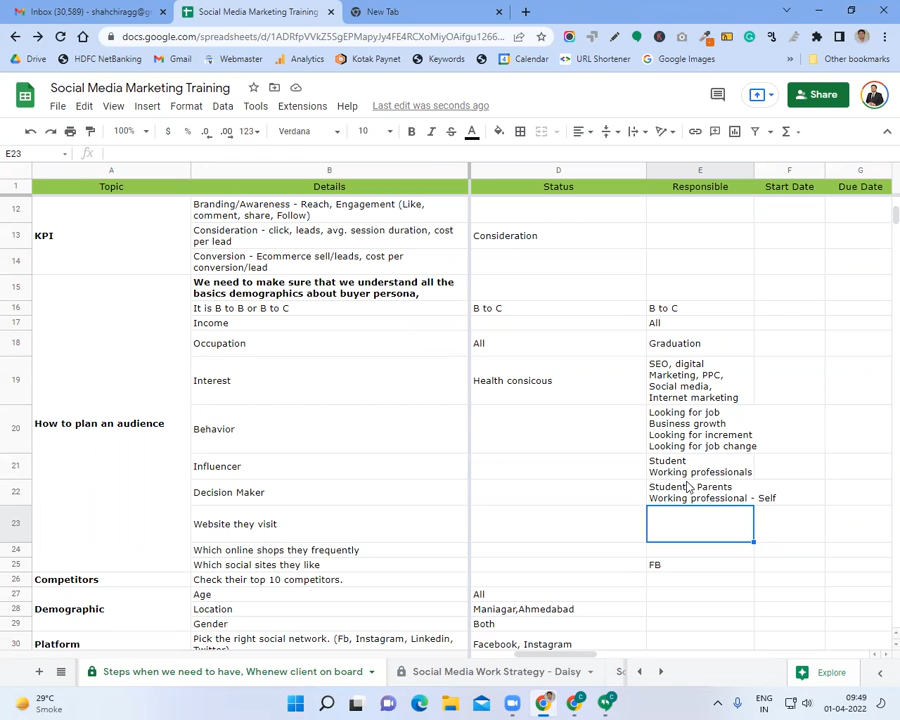 Inbox (30,589) - shahchiragg@gr
Social Media Marketing Training
New Tab
docs.google.com/spreadsheets/d/1ADRfpVVkZ5SgEPMapyJy4FE4RCXoMiyOAifgu1266...
Drive
HDFC NetBanking
Gmail
Webmaster
Analytics
Kotak Paynet
Keywords
Calendar
URL Shortener
Google Images
Other bookmarks
Social Media Marketing Training
File Edit View Insert Format Data Tools Extensions Help Last edit was seconds ago
Share
100% $ % .0 .00 123 Verdana 10 B I S A
E23 fx
A B D E F G
1 Topic Details Status Responsible Start Date Due Date
12 Branding/Awareness - Reach, Engagement (Like,
comment, share, Follow)
13 KPI Consideration - click, leads, avg. session duration, cost
per lead Consideration
14 Conversion - Ecommerce sell/leads, cost per
conversion/lead
15 We need to make sure that we understand all the
basics demographics about buyer persona,
16 It is B to B or B to C B to C B to C
17 Income All
18 Occupation All Graduation
19 Interest Health consicous SEO, digital
Marketing, PPC,
Social media,
Internet marketing
20 How to plan an audience Behavior Looking for job
Business growth
Looking for increment
Looking for job change
21 Influencer Student
Working professionals
22 Decision Maker Student Parents
Working professional - Self
23 Website they visit
24 Which online shops they frequently
25 Which social sites they like FB
26 Competitors Check their top 10 competitors.
27 Age All
28 Demographic Location Maniagar,Ahmedabad
29 Gender Both
30 Platform Pick the right social network. (Fb, Instagram, Linkedin,
Twitter) Facebook, Instagram
Steps when we need to have, Whenew client on board
Social Media Work Strategy - Daisy
So
Explore
29°C
Smoke
ENG
IN
09:49
01-04-2022